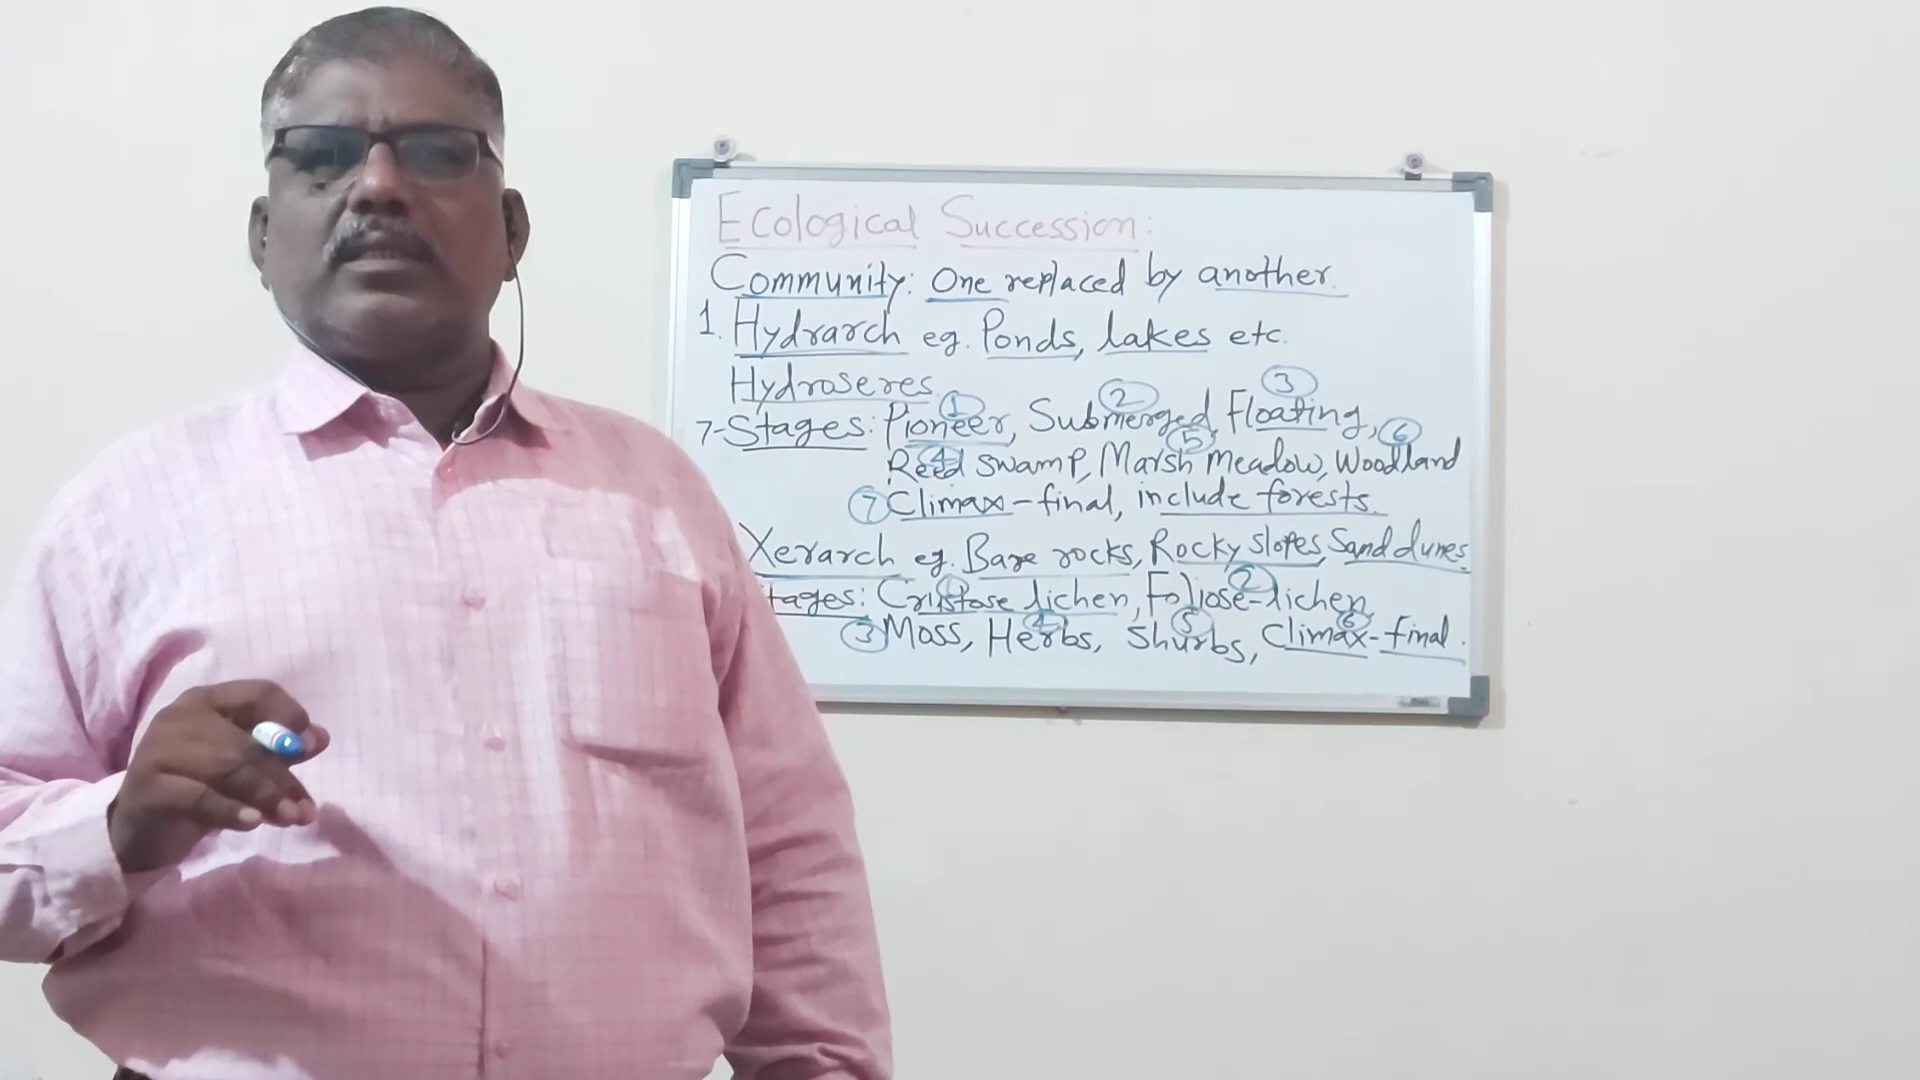 Ecological Succession:
Community: One replaced by another.
1. Hydrarch eg. Ponds, lakes etc.
Hydroseres
③
① ②
7-Stages: Pioneer, Submerged, Floating,
④ ⑤ ⑥
Reed swamp, Marsh Meadow, Woodland
⑦ Climax-final, include forests.
Xerarch eg. Bare rocks, Rocky slopes, Sand dunes
① ②
tages: Crustose lichen, Foliose-lichen
④ ⑤ ⑥
③ Moss, Herbs, Shurbs, Climax-final.